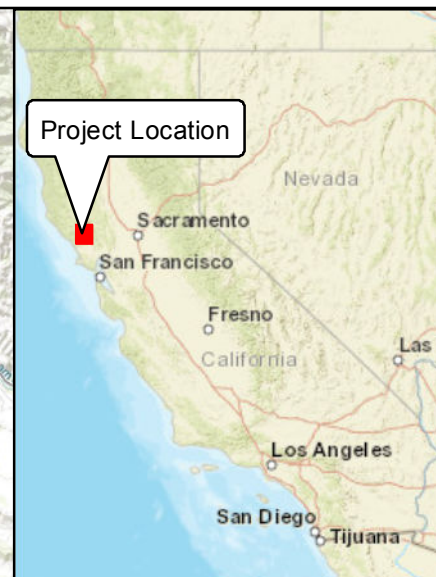 Project Location
Nevada
Sacramento
San Francisco
Fresno
California
Las
Los Angeles
San Diego
Tijuana